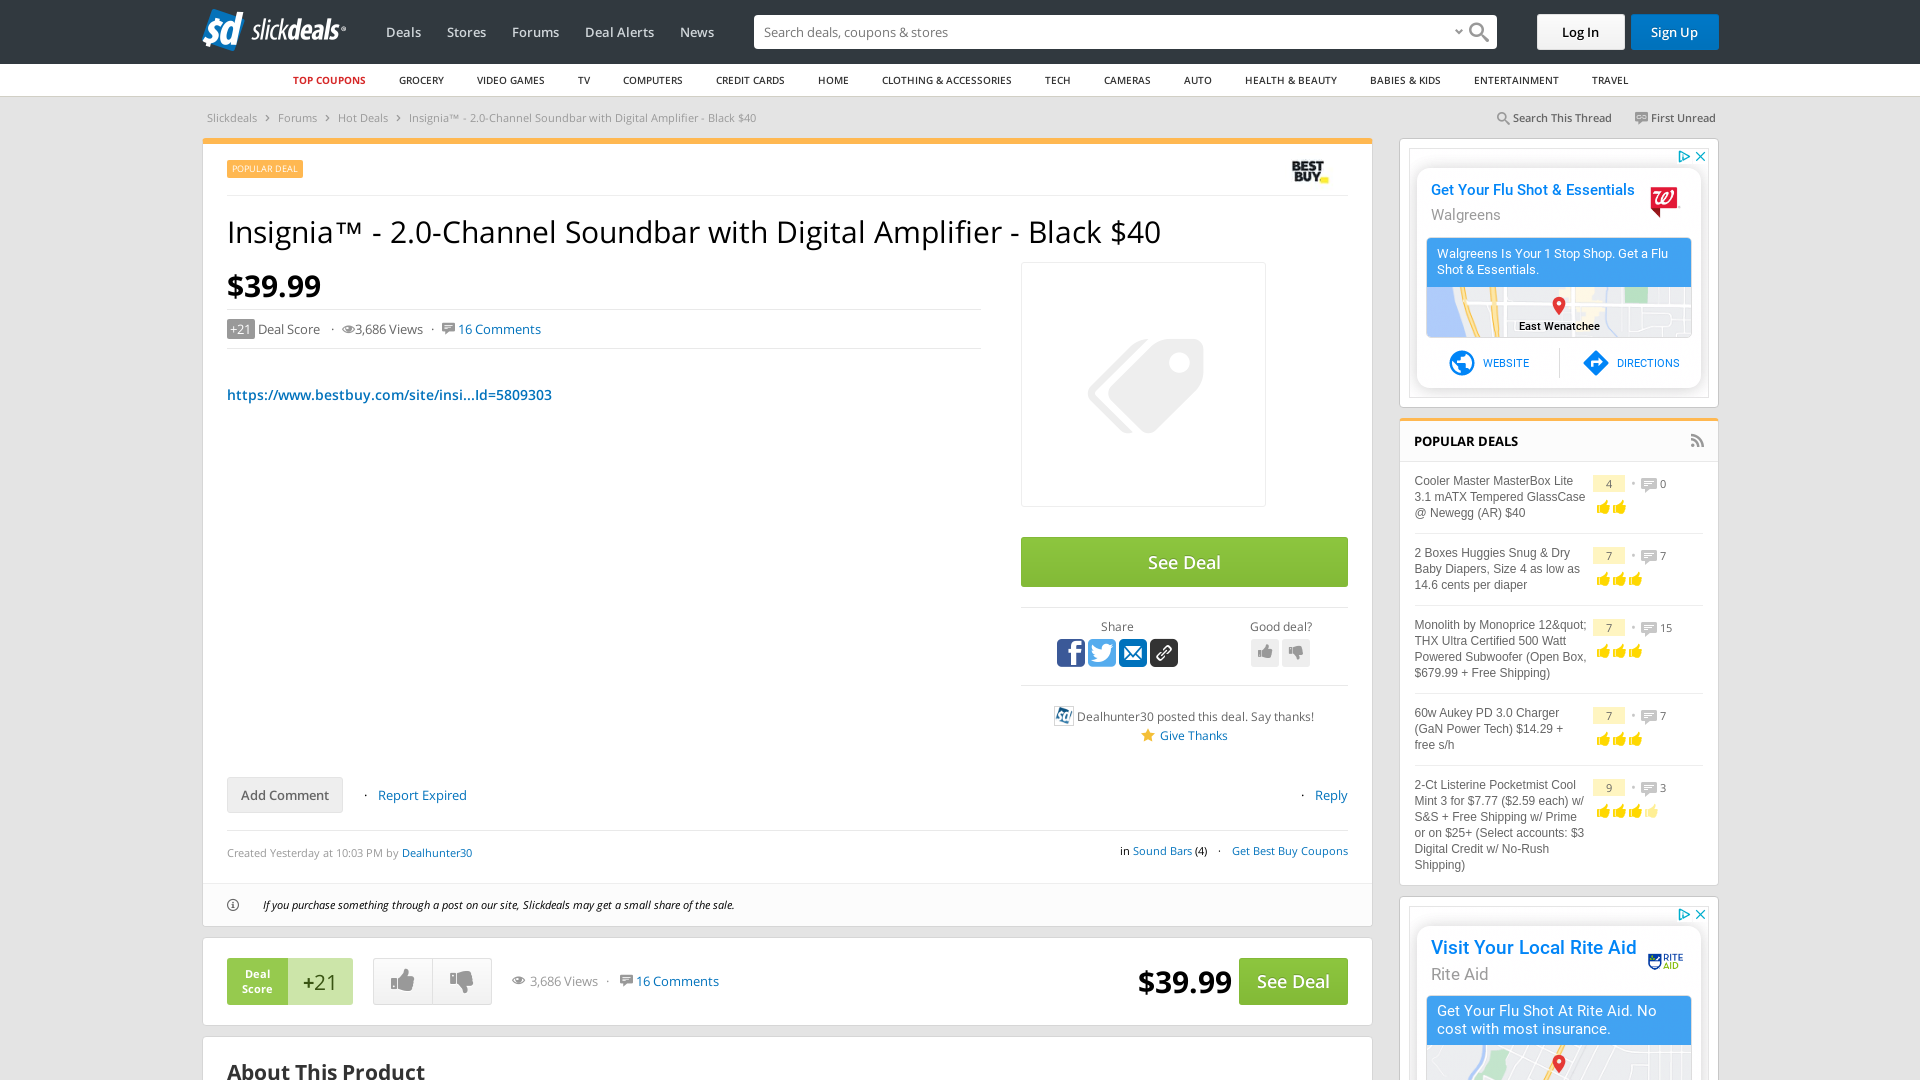 $d slickdeals
Deals
Stores
Forums
Deal Alerts
News
Search deals, coupons & stores
Log In
Sign Up
TOP COUPONS
GROCERY
VIDEO GAMES
TV
COMPUTERS
CREDIT CARDS
HOME
CLOTHING & ACCESSORIES
TECH
CAMERAS
AUTO
HEALTH & BEAUTY
BABIES & KIDS
ENTERTAINMENT
TRAVEL
Slickdeals › Forums › Hot Deals › Insignia™ - 2.0-Channel Soundbar with Digital Amplifier - Black $40
Search This Thread
First Unread
POPULAR DEAL
BEST
BUY
Insignia™ - 2.0-Channel Soundbar with Digital Amplifier - Black $40
$39.99
+21 Deal Score · 3,686 Views · 16 Comments
https://www.bestbuy.com/site/insi...Id=5809303
See Deal
Share
Good deal?
Dealhunter30 posted this deal. Say thanks!
Give Thanks
Add Comment
· Report Expired
· Reply
Created Yesterday at 10:03 PM by Dealhunter30
in Sound Bars (4) · Get Best Buy Coupons
If you purchase something through a post on our site, Slickdeals may get a small share of the sale.
Deal
Score
+21
3,686 Views · 16 Comments
$39.99
See Deal
About This Product
Get Your Flu Shot & Essentials
Walgreens
Walgreens Is Your 1 Stop Shop. Get a Flu
Shot & Essentials.
East Wenatchee
WEBSITE
DIRECTIONS
POPULAR DEALS
Cooler Master MasterBox Lite
3.1 mATX Tempered GlassCase
@ Newegg (AR) $40
4 • 0
2 Boxes Huggies Snug & Dry
Baby Diapers, Size 4 as low as
14.6 cents per diaper
7 • 7
Monolith by Monoprice 12&quot;
THX Ultra Certified 500 Watt
Powered Subwoofer (Open Box,
$679.99 + Free Shipping)
7 • 15
60w Aukey PD 3.0 Charger
(GaN Power Tech) $14.29 +
free s/h
7 • 7
2-Ct Listerine Pocketmist Cool
Mint 3 for $7.77 ($2.59 each) w/
S&S + Free Shipping w/ Prime
or on $25+ (Select accounts: $3
Digital Credit w/ No-Rush
Shipping)
9 • 3
Visit Your Local Rite Aid
Rite Aid
RITE
AID
Get Your Flu Shot At Rite Aid. No
cost with most insurance.